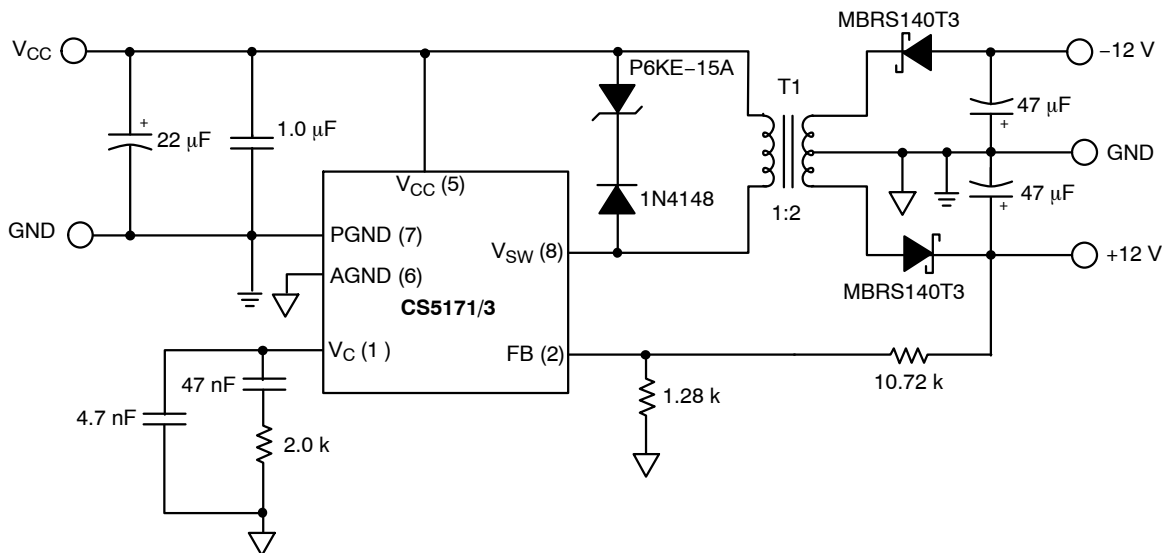 MBRS140T3
V_CC
P6KE−15A
−12 V
T1
47 µF
+
+
22 µF
1.0 µF
GND
V_CC (5)
1N4148
47 µF
+
1:2
GND
PGND (7)
V_SW (8)
+12 V
AGND (6)
MBRS140T3
CS5171/3
V_C (1 )
FB (2)
47 nF
10.72 k
1.28 k
4.7 nF
2.0 k